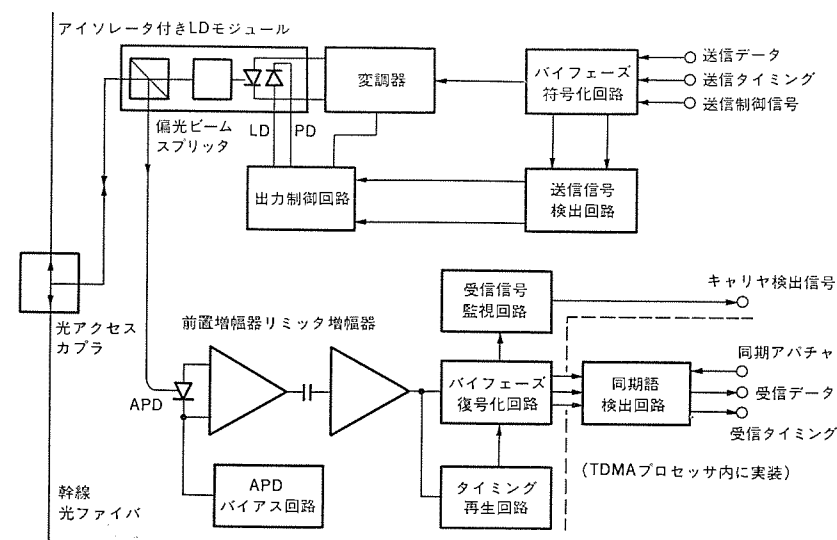 アイソレータ付きLDモジュール
変調器
バイフェーズ
符号化回路
送信データ
送信タイミング
送信制御信号
偏光ビーム
スプリッタ
LD
PD
出力制御回路
送信信号
検出回路
光アクセス
カプラ
前置増幅器リミッタ増幅器
受信信号
監視回路
キャリヤ検出信号
APD
バイフェーズ
復号化回路
同期語
検出回路
同期アパチャ
受信データ
受信タイミング
APD
バイアス回路
タイミング
再生回路
(TDMAプロセッサ内に実装)
幹線
光ファイバ